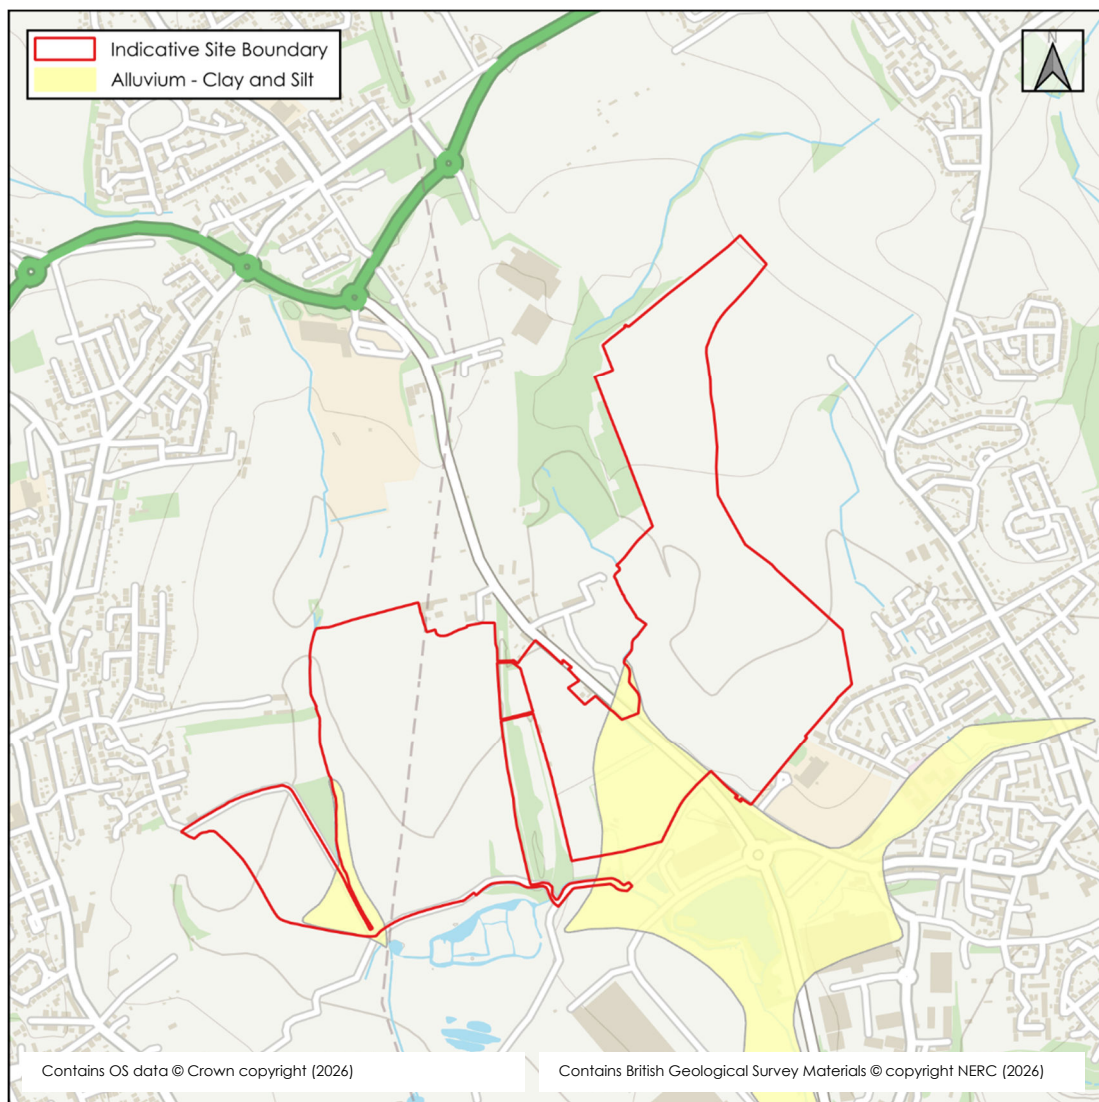 Indicative Site Boundary
Alluvium - Clay and Silt
N
Contains OS data © Crown copyright (2026)
Contains British Geological Survey Materials © copyright NERC (2026)